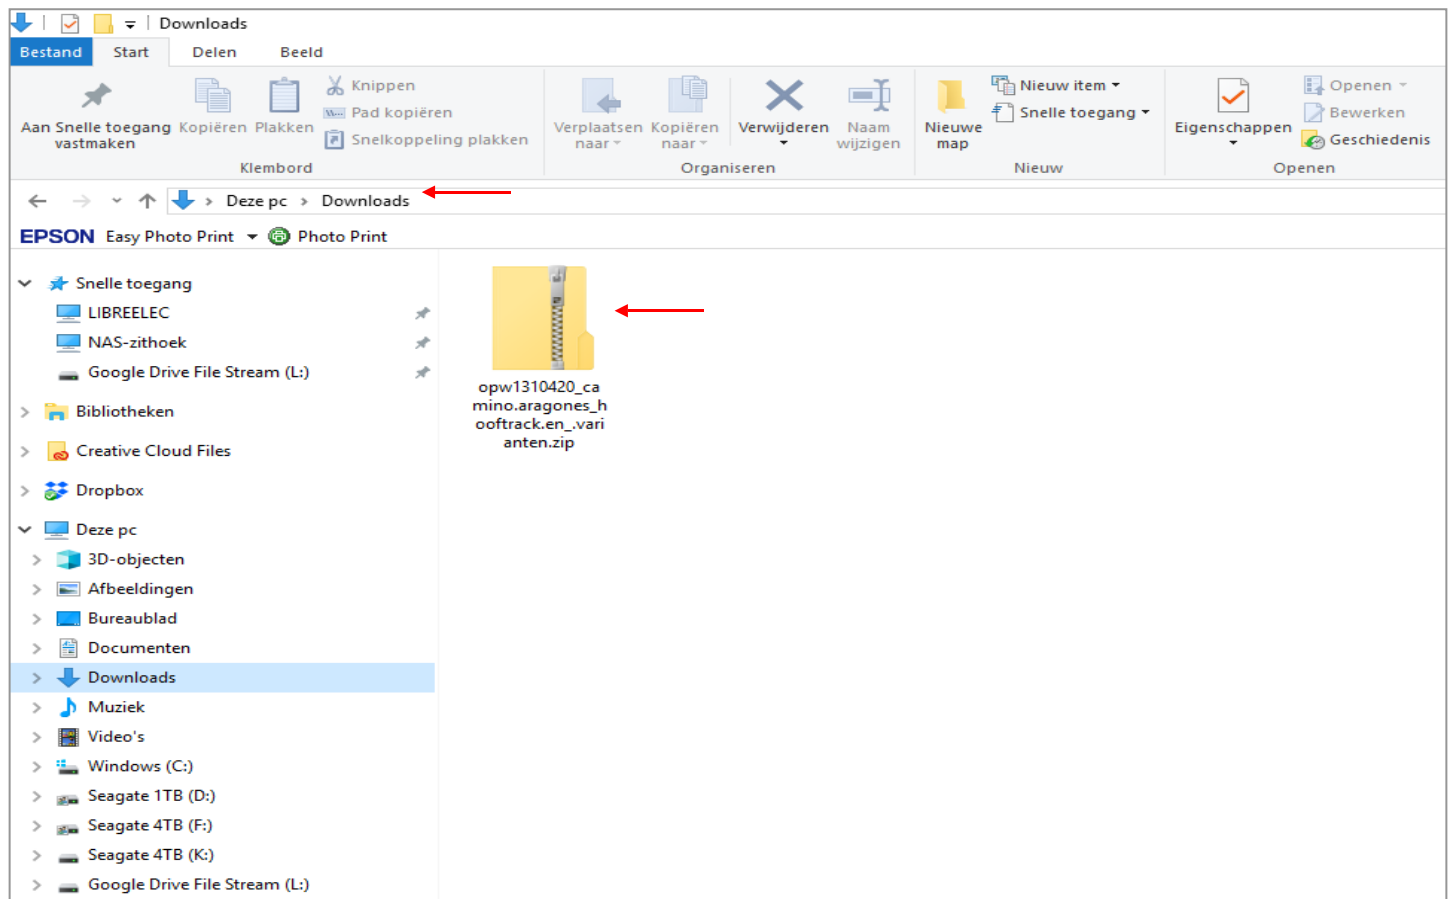 Downloads
Bestand Start Delen Beeld
Aan Snelle toegang vastmaken
Kopiëren
Plakken
Knippen
Pad kopiëren
Snelkoppeling plakken
Klembord
Verplaatsen naar
Kopiëren naar
Verwijderen
Naam wijzigen
Organiseren
Nieuwe map
Nieuw item
Snelle toegang
Nieuw
Eigenschappen
Openen
Bewerken
Geschiedenis
Openen
Deze pc > Downloads
EPSON Easy Photo Print Photo Print
Snelle toegang
LIBREELEC
NAS-zithoek
Google Drive File Stream (L:)
Bibliotheken
Creative Cloud Files
Dropbox
Deze pc
3D-objecten
Afbeeldingen
Bureaublad
Documenten
Downloads
Muziek
Video's
Windows (C:)
Seagate 1TB (D:)
Seagate 4TB (F:)
Seagate 4TB (K:)
Google Drive File Stream (L:)
opw1310420_ca
mino.aragones_h
ooftrack.en_.vari
anten.zip